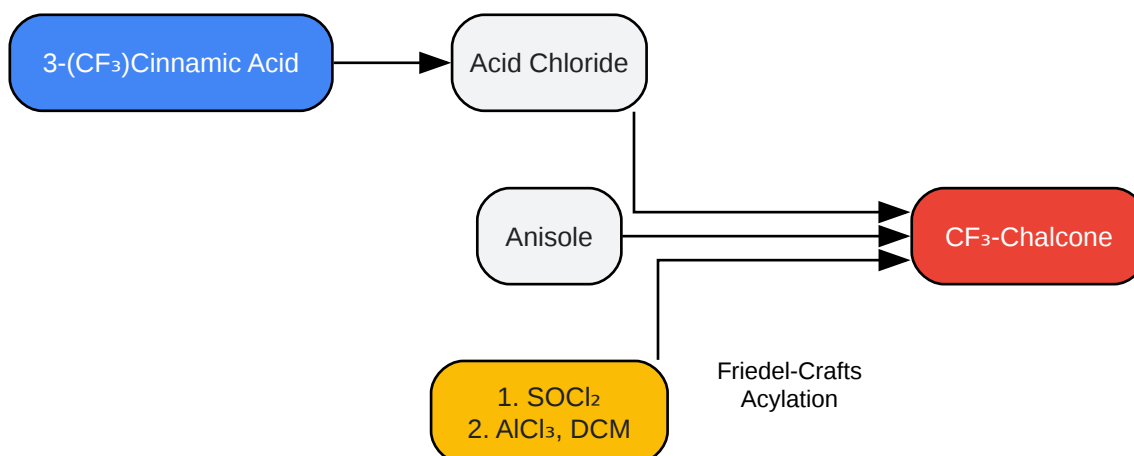 3-(CF₃)Cinnamic Acid
Acid Chloride
Anisole
CF₃-Chalcone
1. SOCl₂
2. AlCl₃, DCM
Friedel-Crafts
Acylation